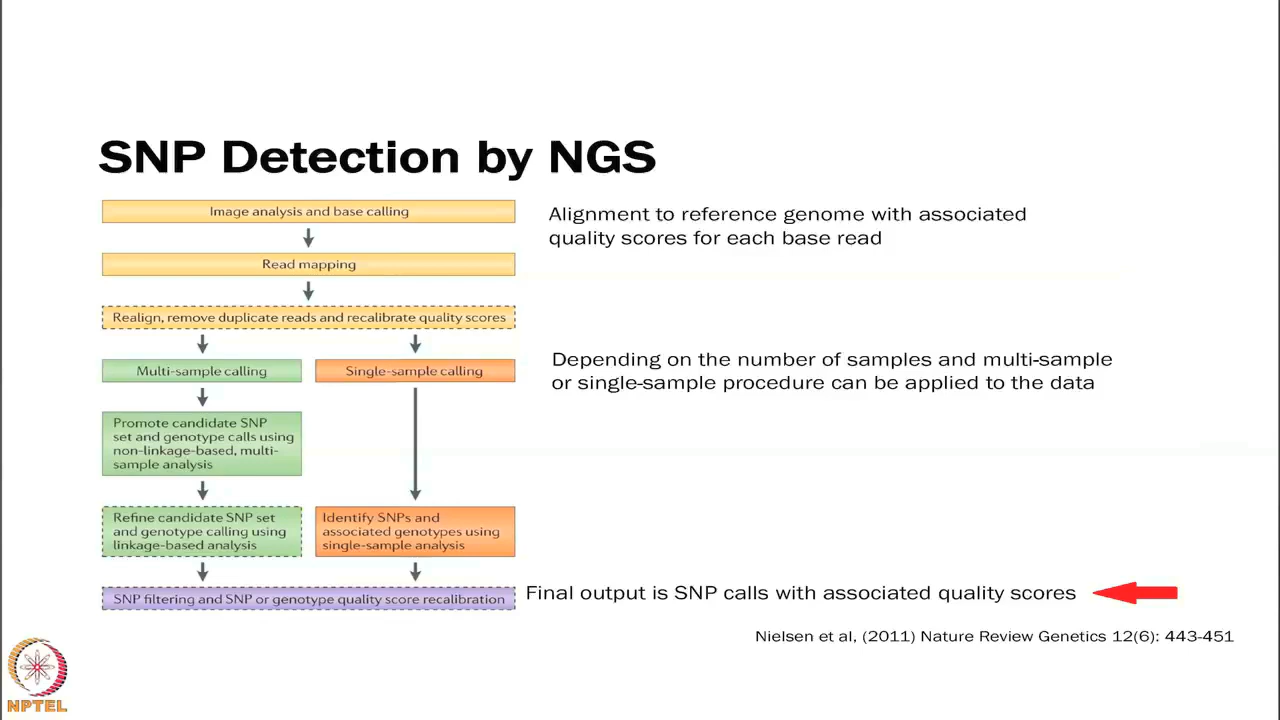 SNP Detection by NGS
Image analysis and base calling
Alignment to reference genome with associated
quality scores for each base read
Read mapping
Realign, remove duplicate reads and recalibrate quality scores
Multi-sample calling
Single-sample calling
Depending on the number of samples and multi-sample
or single-sample procedure can be applied to the data
Promote candidate SNP
set and genotype calls using
non-linkage-based, multi-
sample analysis
Refine candidate SNP set
and genotype calling using
linkage-based analysis
Identify SNPs and
associated genotypes using
single-sample analysis
SNP filtering and SNP or genotype quality score recalibration
Final output is SNP calls with associated quality scores
Nielsen et al, (2011) Nature Review Genetics 12(6): 443-451
NPTEL